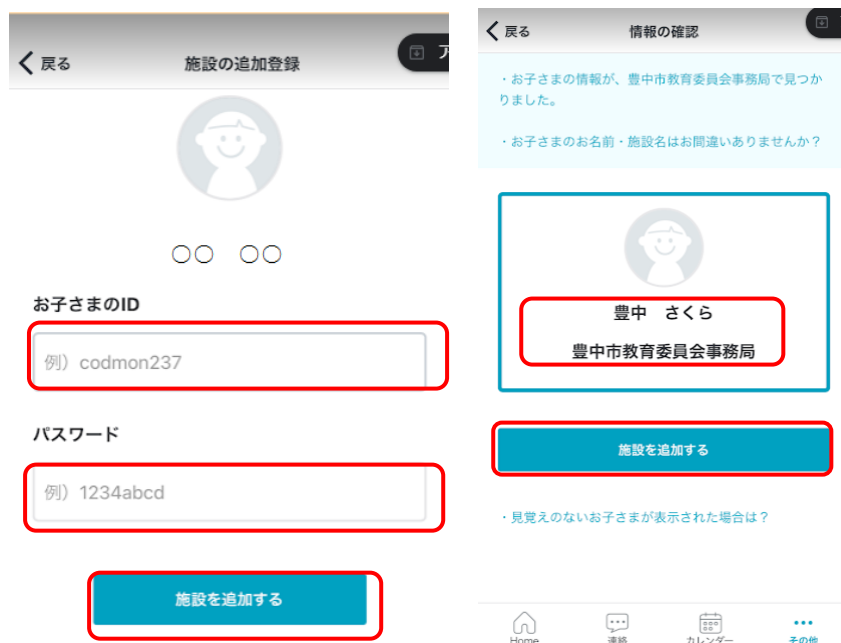 戻る
施設の追加登録
○○ ○○
お子さまのID
例）codmon237
パスワード
例）1234abcd
施設を追加する
戻る
情報の確認
・お子さまの情報が、豊中市教育委員会事務局で見つか
りました。
・お子さまのお名前・施設名はお間違いありませんか？
豊中 さくら
豊中市教育委員会事務局
施設を追加する
・見覚えのないお子さまが表示された場合は？
Home
連絡
カレンダー
その他